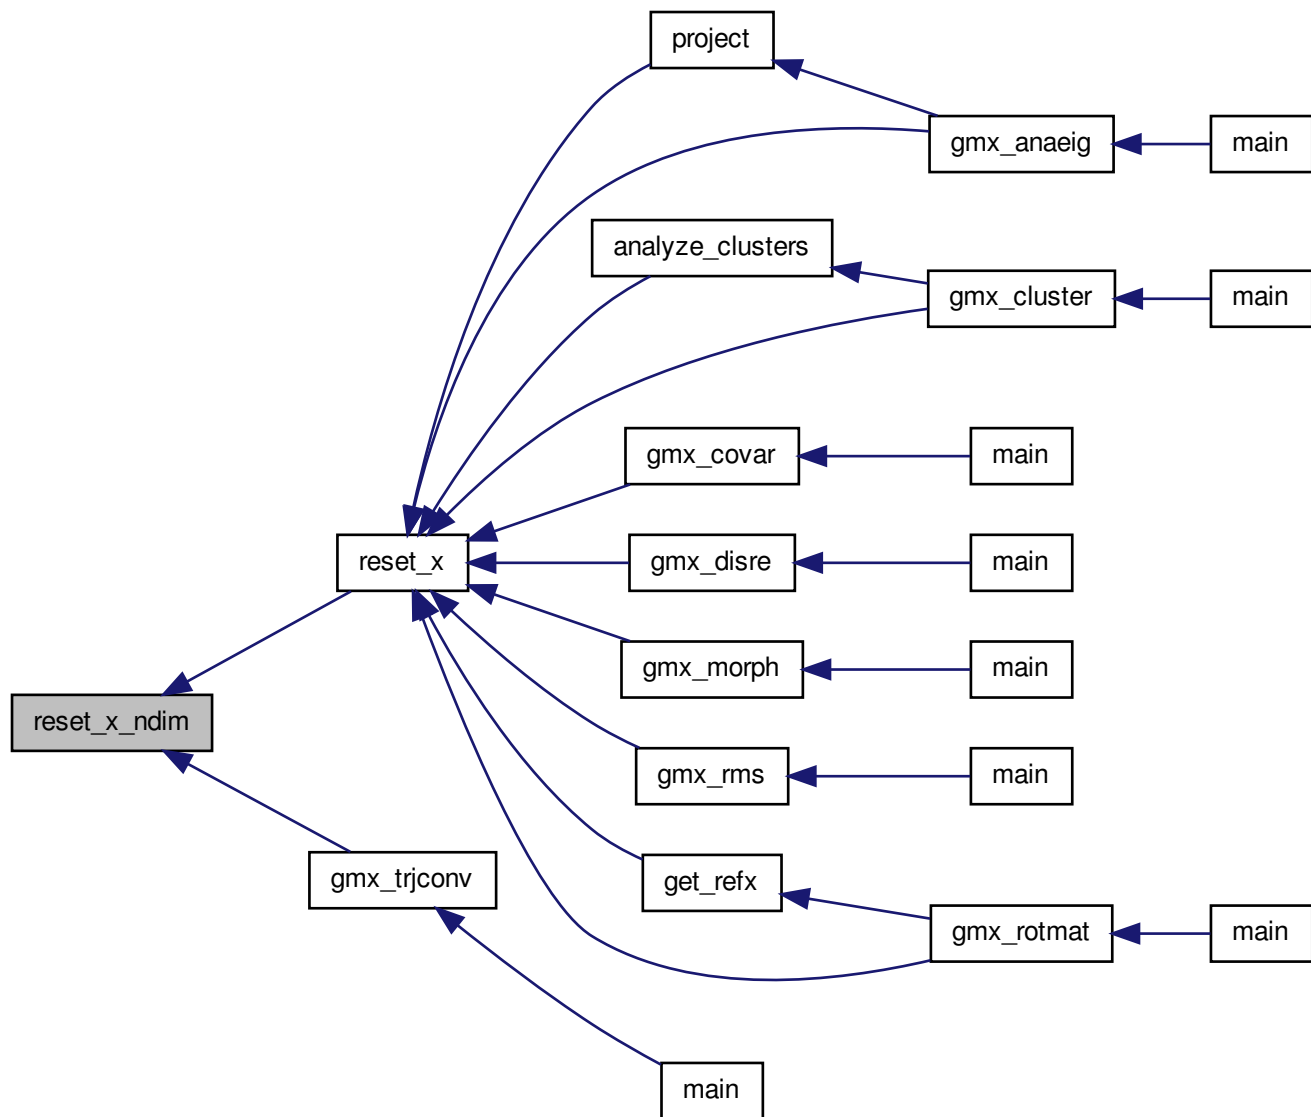 project
gmx_anaeig
main
analyze_clusters
gmx_cluster
main
gmx_covar
main
reset_x
gmx_disre
main
gmx_morph
main
reset_x_ndim
gmx_rms
main
gmx_trjconv
get_refx
gmx_rotmat
main
main